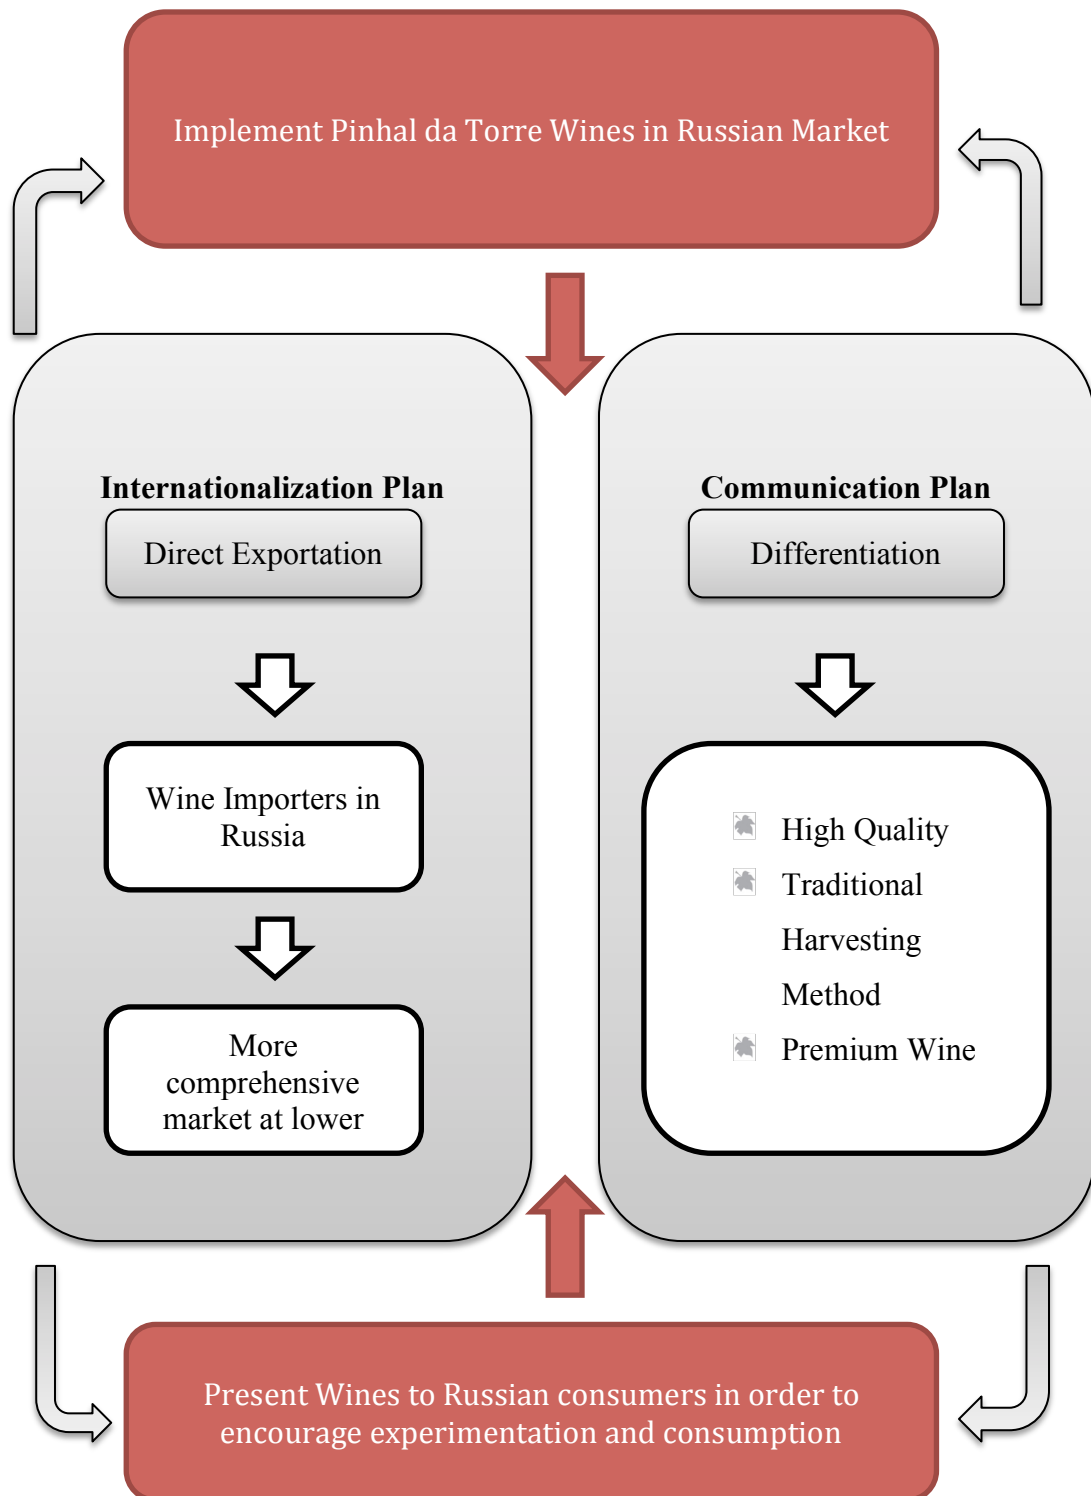 Implement Pinhal da Torre Wines in Russian Market
Internationalization Plan
Direct Exportation
Wine Importers in
Russia
More
comprehensive
market at lower
Communication Plan
Differentiation
High Quality
Traditional
Harvesting
Method
Premium Wine
Present Wines to Russian consumers in order to
encourage experimentation and consumption